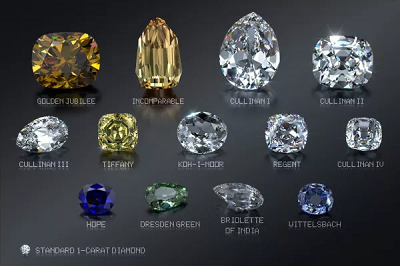 GOLDEN JUBILEE
INCOMPARABLE
CULLINAN I
CULLINAN II
CULLINAN III
TIFFANY
KOH-I-NOOR
REGENT
CULLINAN IV
HOPE
DRESDEN GREEN
BRIOLETTE
OF INDIA
WITTELSBACH
STANDARD 1-CARAT DIAMOND